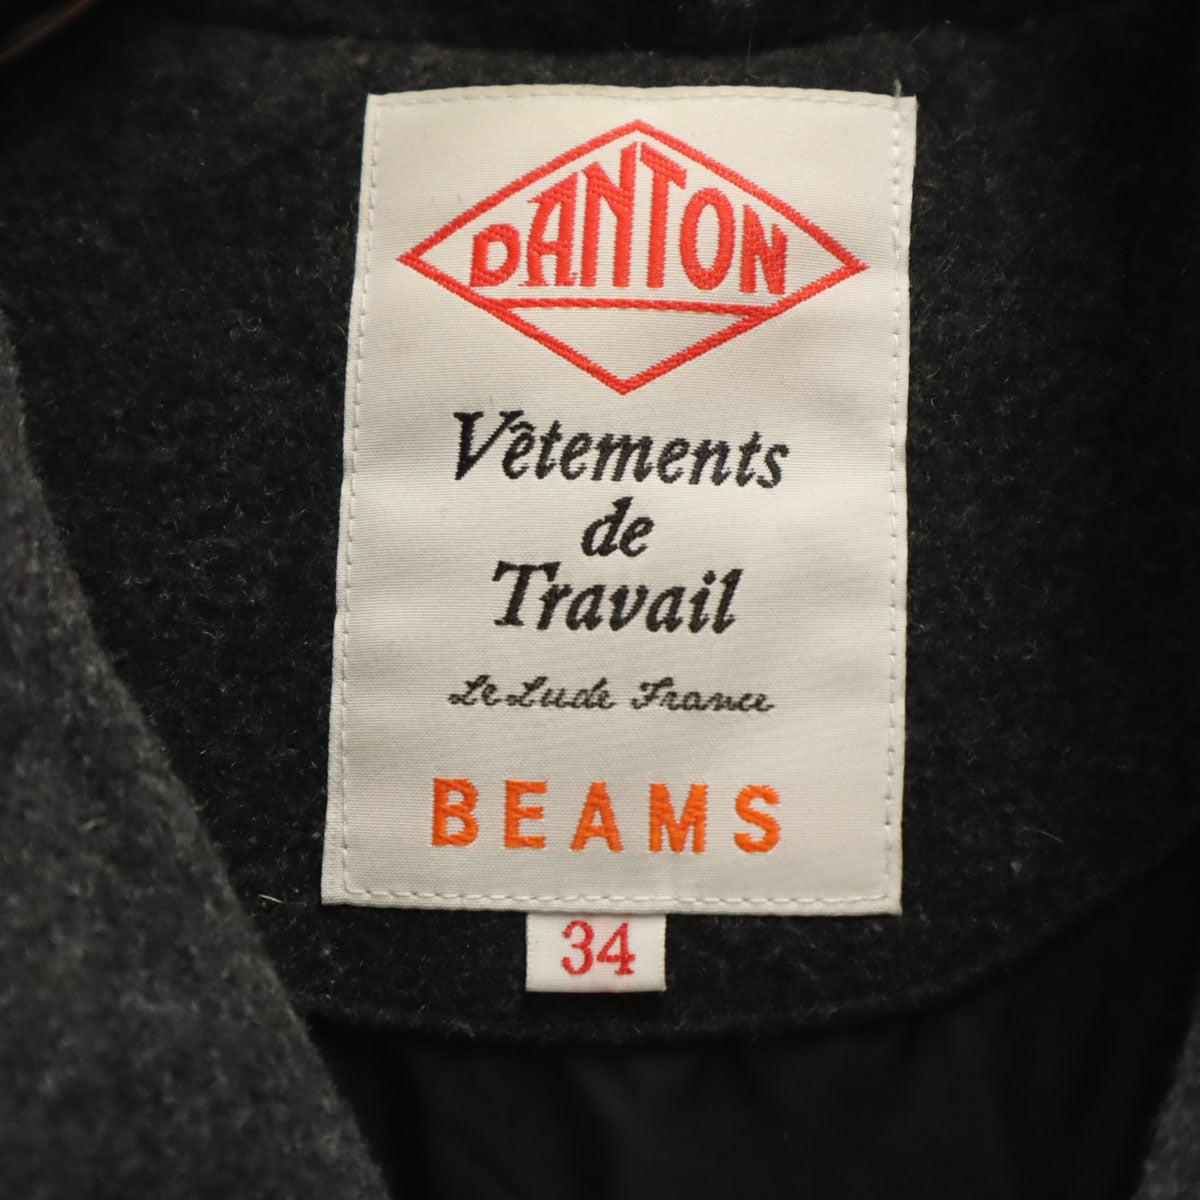 DANTON
Vêtements
de
Travail
Le Lude France
BEAMS
34